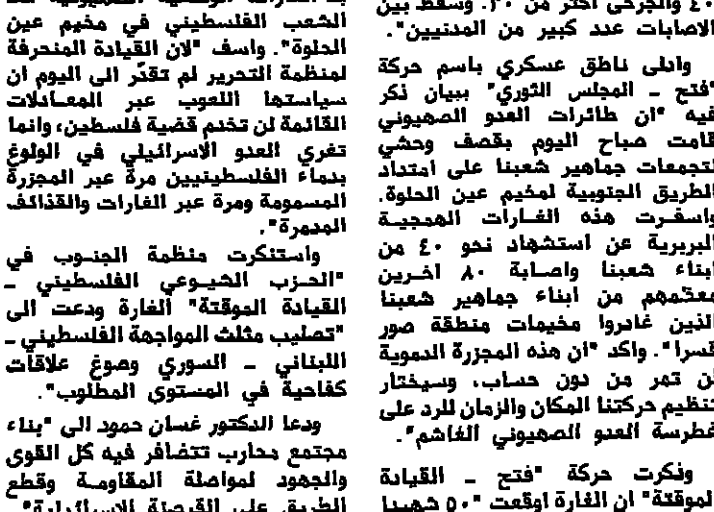 ٤٠ والجرحى اكثر من ٣٠. وسقط بين
الاصابات عدد كبير من المدنيين".
وادلى ناطق عسكري باسم حركة
"فتح ـ المجلس الثوري" ببيان ذكر
فيه "ان طائرات العدو الصهيوني
قامت صباح اليوم بقصف وحشي
لتجمعات جماهير شعبنا على امتداد
الطريق الجنوبية لمخيم عين الحلوة.
واسفرت هذه الغارات الهمجية
البربرية عن استشهاد نحو ٤٠ من
ابناء شعبنا واصابة ٨٠ اخرين
معظمهم من ابناء جماهير شعبنا
الذين غادروا مخيمات منطقة صور
قسرا". واكد "ان هذه المجزرة الدموية
لن تمر من دون حساب، وسيختار
تنظيم حركتنا المكان والزمان للرد على
غطرسة العدو الصهيوني الغاشم".
وذكرت حركة "فتح ـ القيادة
الموقتة" ان الغارة اوقعت "٥٠ شهيدا
الشعب الفلسطيني في مخيم عين
الحلوة". واسف "لان القيادة المنحرفة
لمنظمة التحرير لم تقدّر الى اليوم ان
سياستها اللعوب عبر المعادلات
القائمة لن تخدم قضية فلسطين، وانما
تغري العدو الاسرائيلي في الولوغ
بدماء الفلسطينيين مرة عبر المجزرة
المسمومة ومرة عبر الغارات والقذائف
المدمرة".
واستنكرت منظمة الجنوب في
"الحزب الشيوعي الفلسطيني ـ
القيادة الموقتة" الغارة ودعت الى
"تصليب مثلث المواجهة الفلسطيني ـ
اللبناني ـ السوري وصوغ علاقات
كفاحية في المستوى المطلوب".
ودعا الدكتور غسان حمود الى "بناء
مجتمع محارب تتضافر فيه كل القوى
والجهود لمواصلة المقاومة وقطع
الطريق على القرصنة الاسرائيلية"